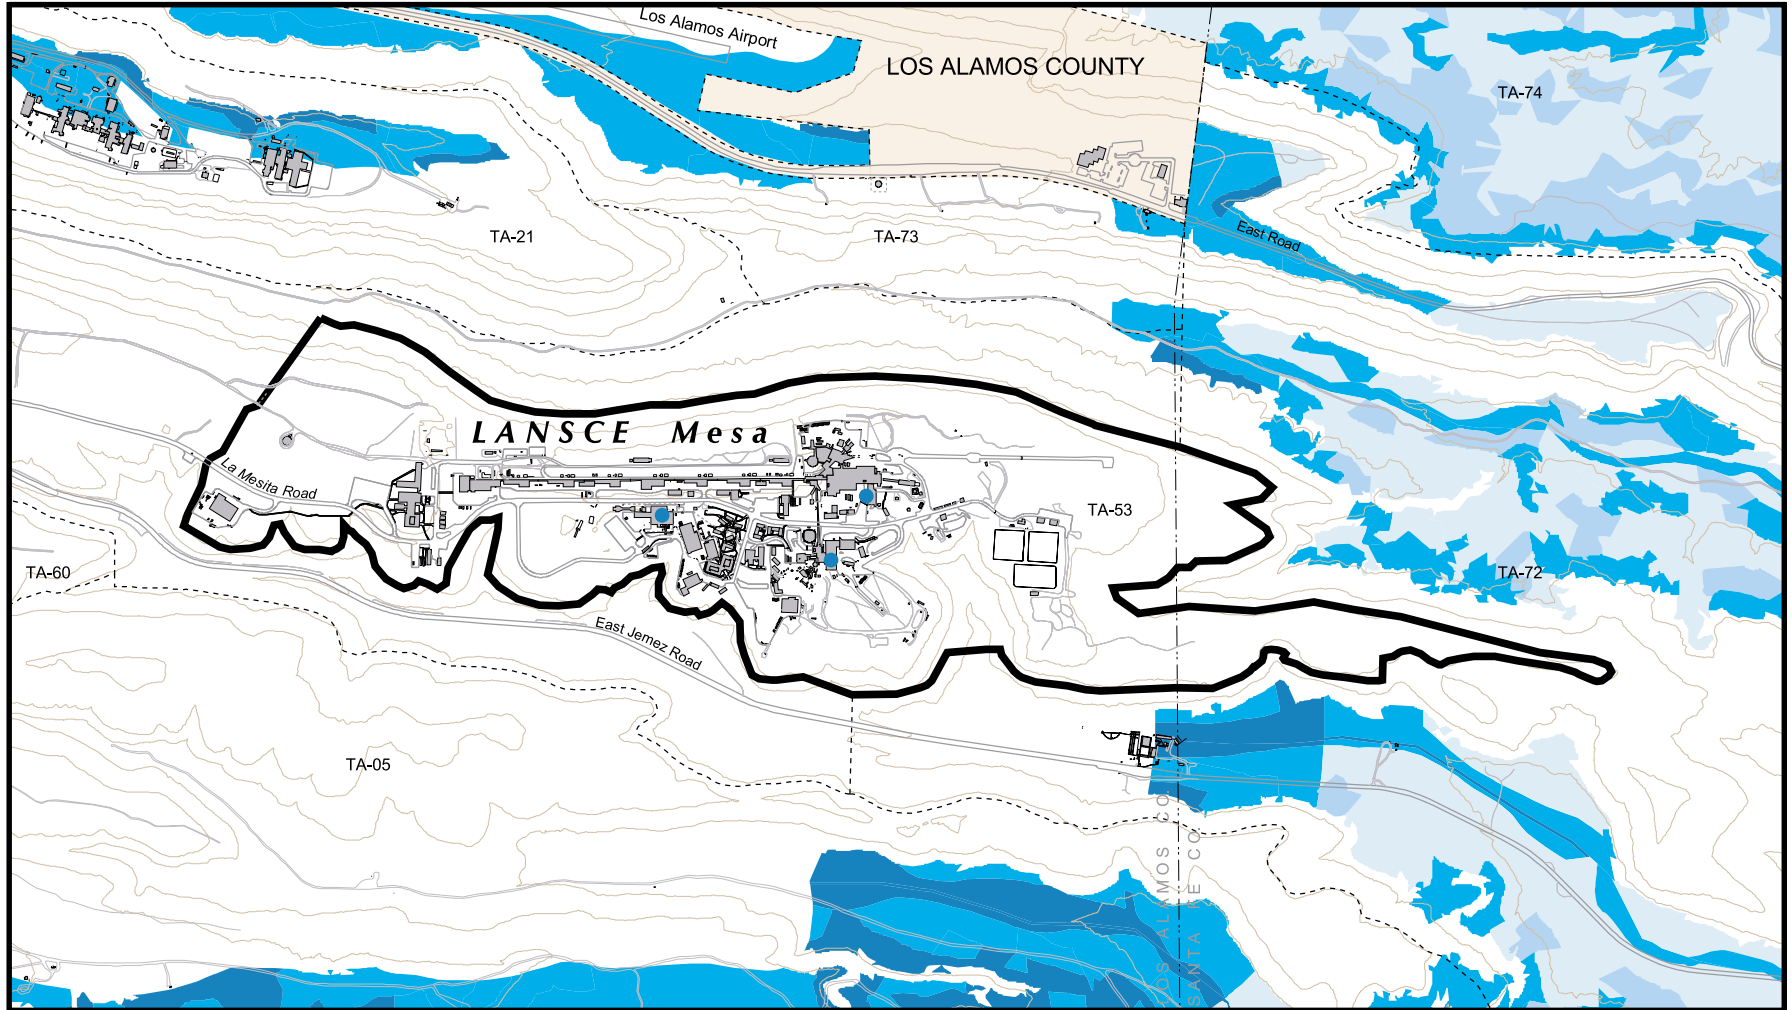 Los Alamos Airport
LOS ALAMOS COUNTY
TA-74
TA-21
TA-73
East Road
LANSCE Mesa
La Mesita Road
TA-53
TA-60
TA-72
East Jemez Road
TA-05
LOS ALAMOS CO.
SANTA FE CO.